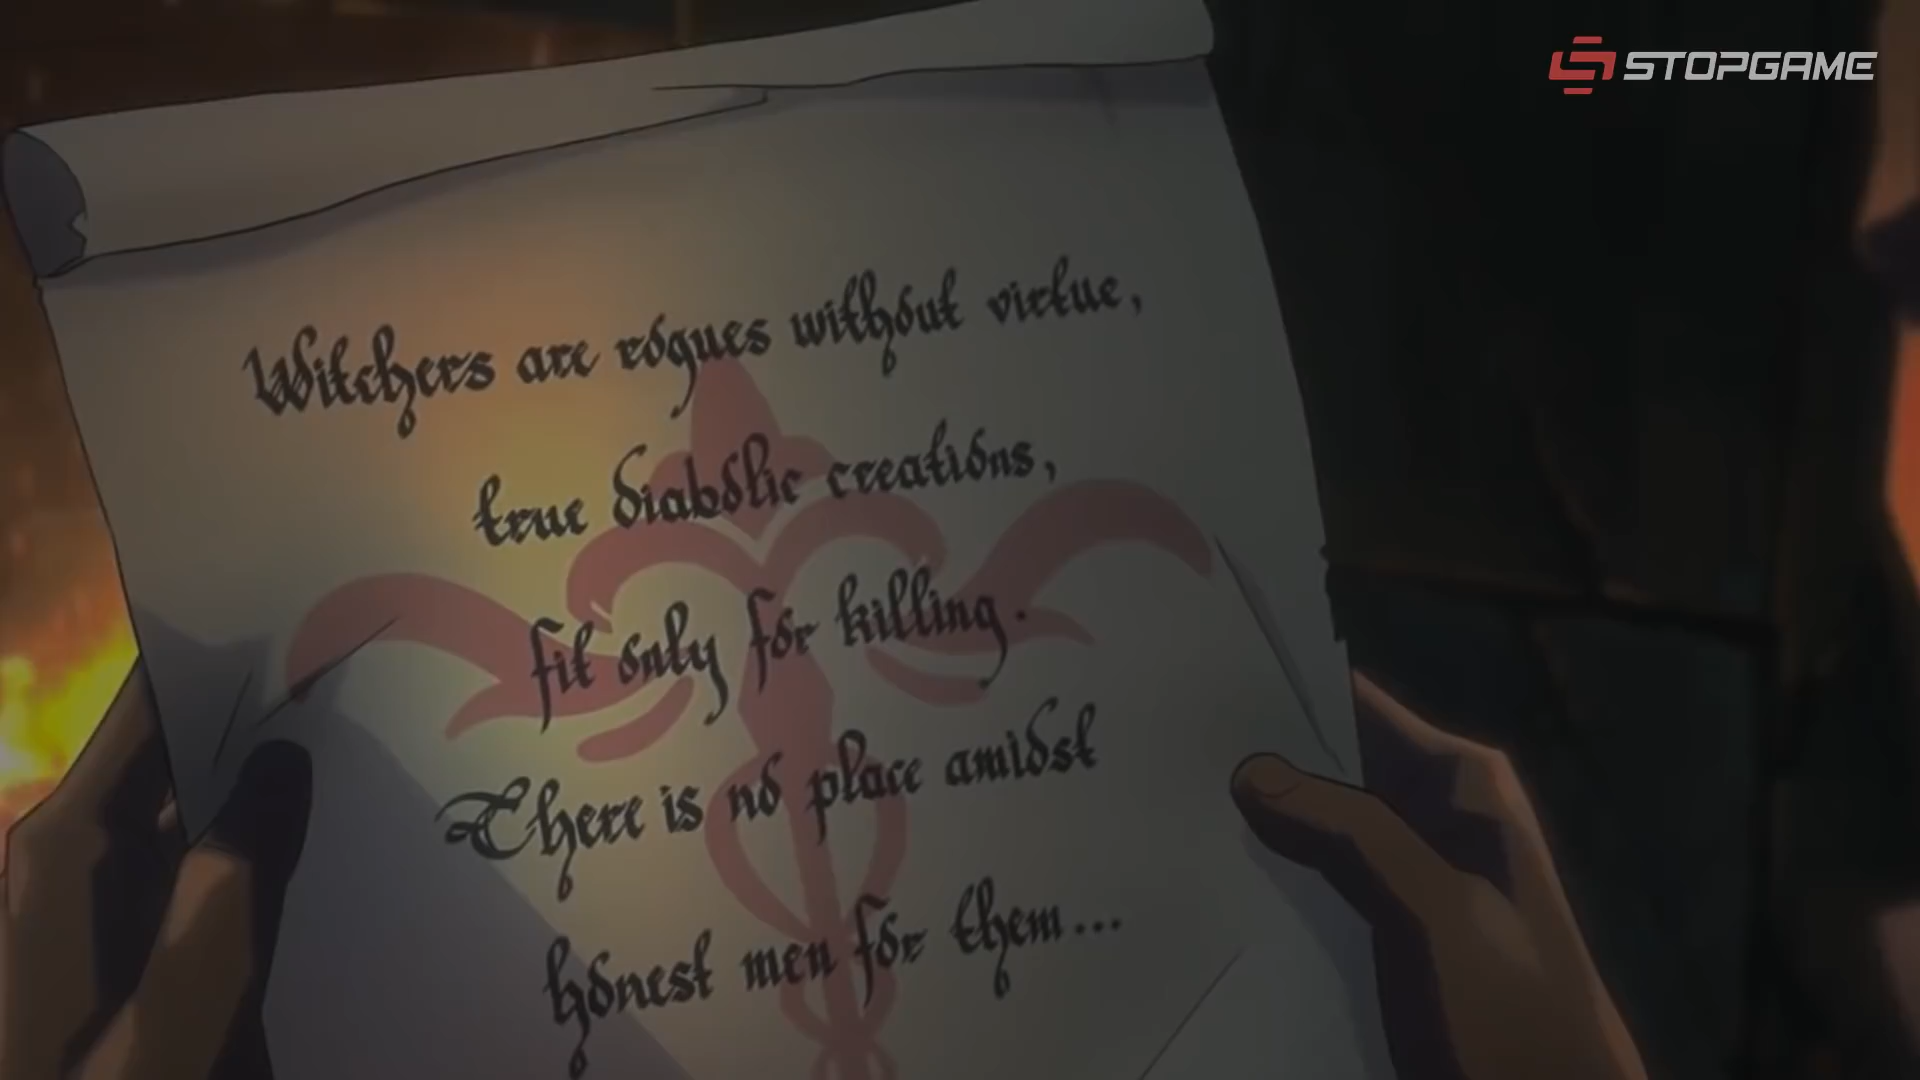 STOPGAME
Witchers are rogues without virtue,
true diabolic creations,
fit only for killing.
There is no place amidst
honest men for them...